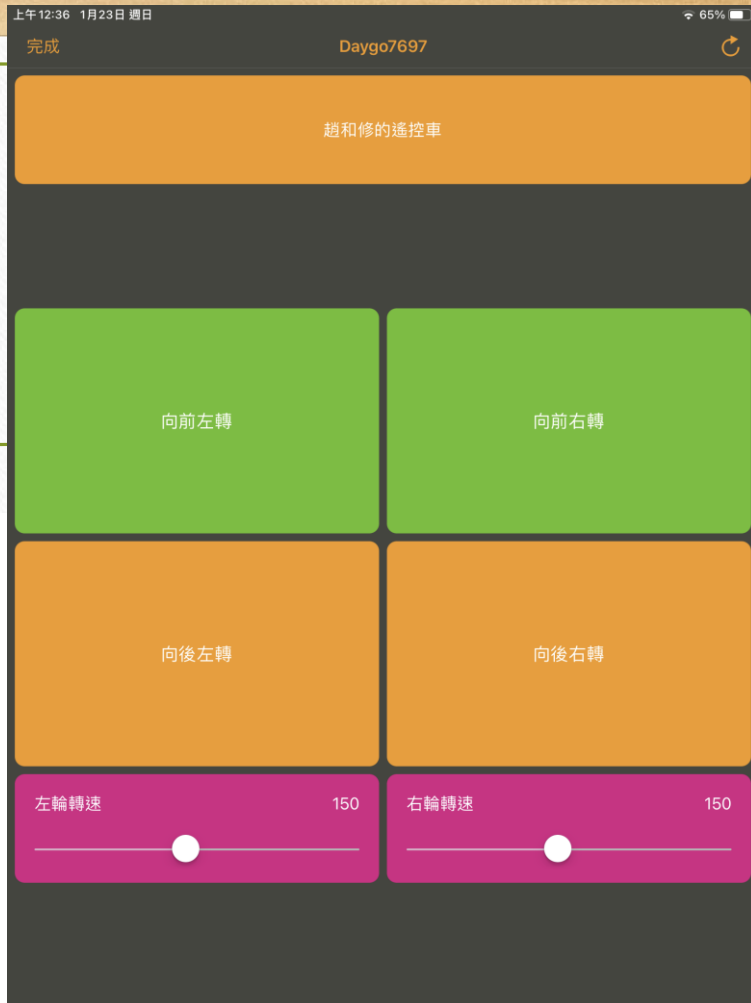 上午12:36 1月23日 週日 65%
完成 Daygo7697
趙和修的遙控車
向前左轉 向前右轉
向後左轉 向後右轉
左輪轉速 150 右輪轉速 150